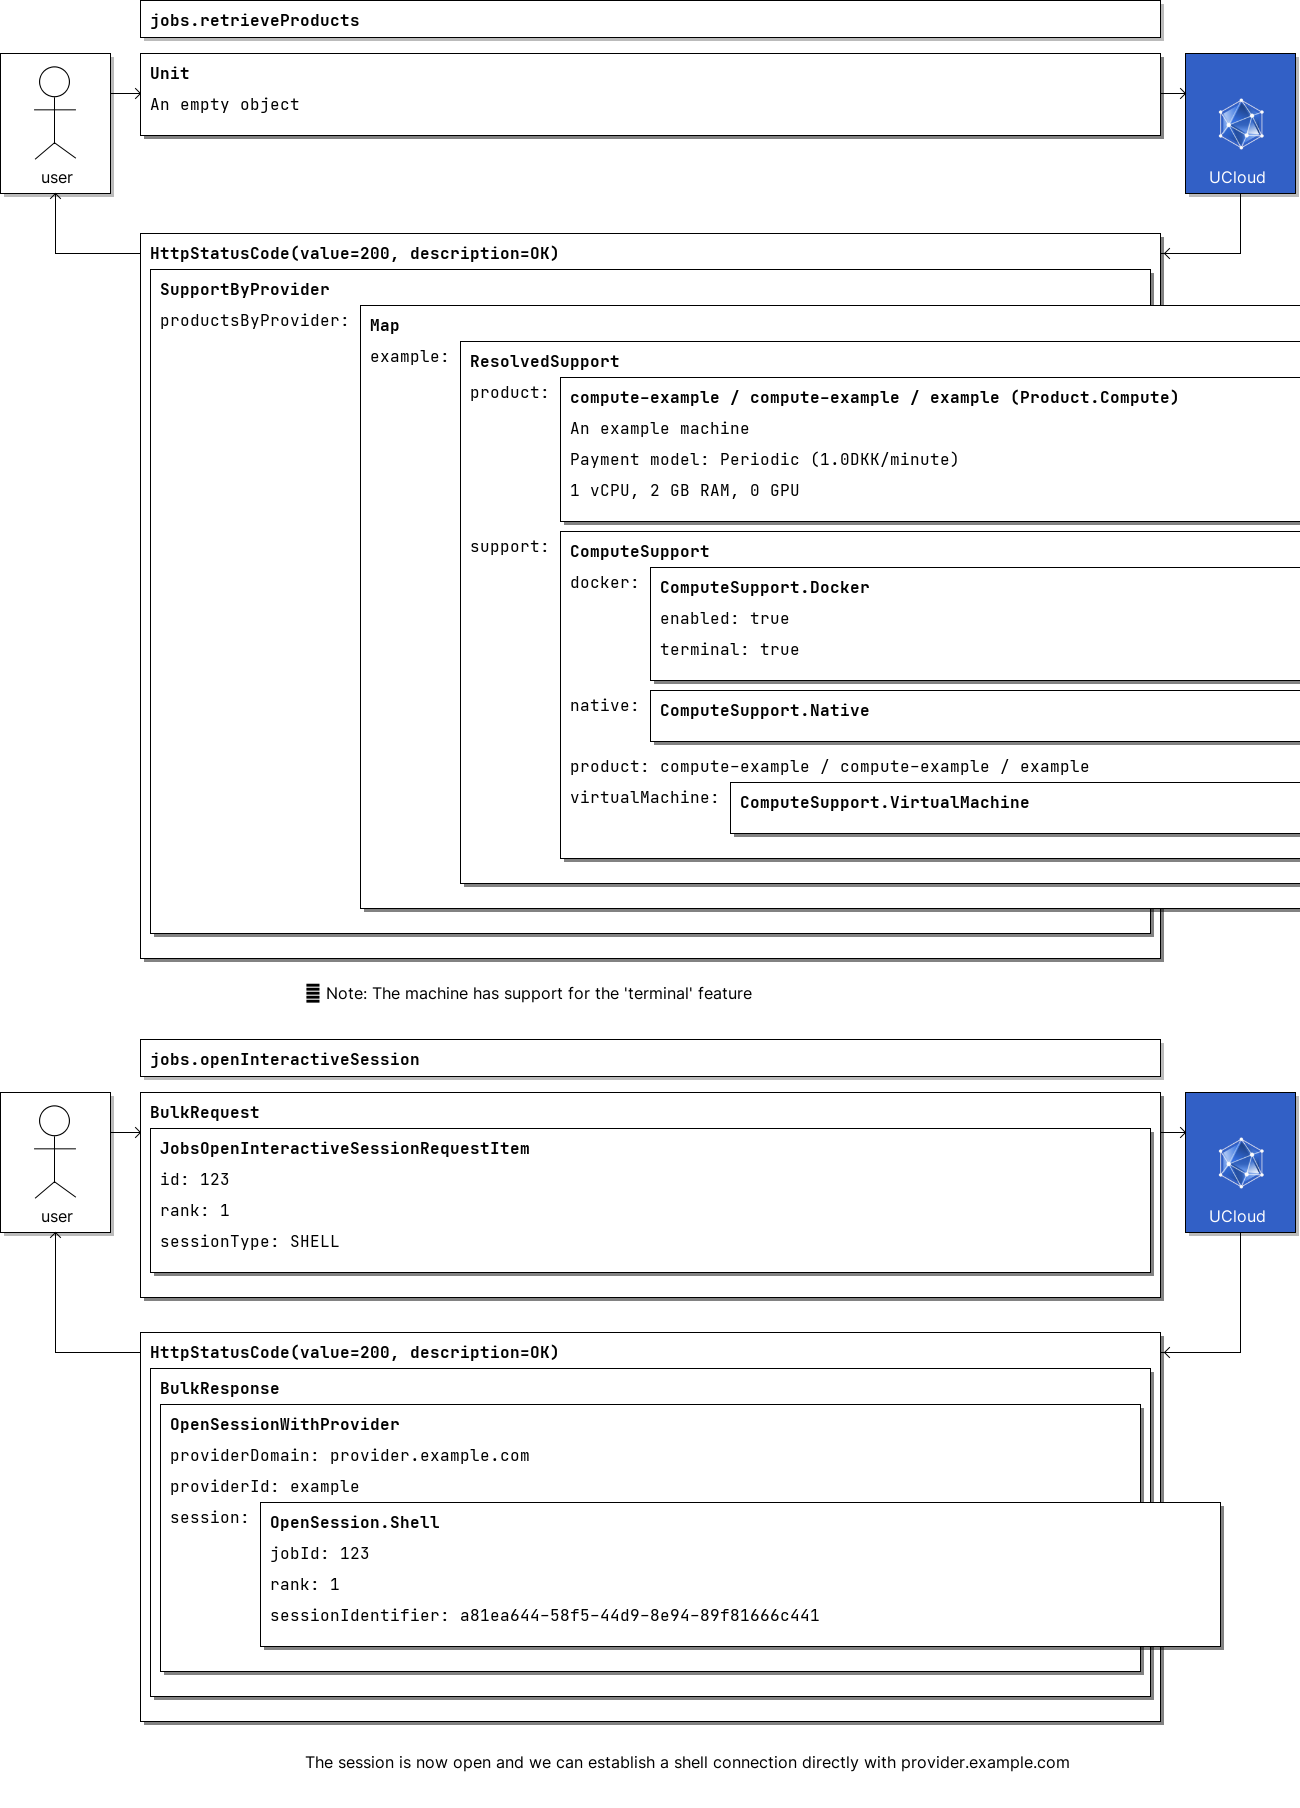 jobs.retrieveProducts
Unit
An empty object
user
UCloud
HttpStatusCode(value=200, description=OK)
SupportByProvider
productsByProvider:
Map
example:
ResolvedSupport
product:
compute-example / compute-example / example (Product.Compute)
An example machine
Payment model: Periodic (1.0DKK/minute)
1 vCPU, 2 GB RAM, 0 GPU
support:
ComputeSupport
docker:
ComputeSupport.Docker
enabled: true
terminal: true
native:
ComputeSupport.Native
product: compute-example / compute-example / example
virtualMachine:
ComputeSupport.VirtualMachine
Note: The machine has support for the 'terminal' feature
jobs.openInteractiveSession
BulkRequest
JobsOpenInteractiveSessionRequestItem
id: 123
rank: 1
sessionType: SHELL
user
UCloud
HttpStatusCode(value=200, description=OK)
BulkResponse
OpenSessionWithProvider
providerDomain: provider.example.com
providerId: example
session:
OpenSession.Shell
jobId: 123
rank: 1
sessionIdentifier: a81ea644-58f5-44d9-8e94-89f81666c441
The session is now open and we can establish a shell connection directly with provider.example.com